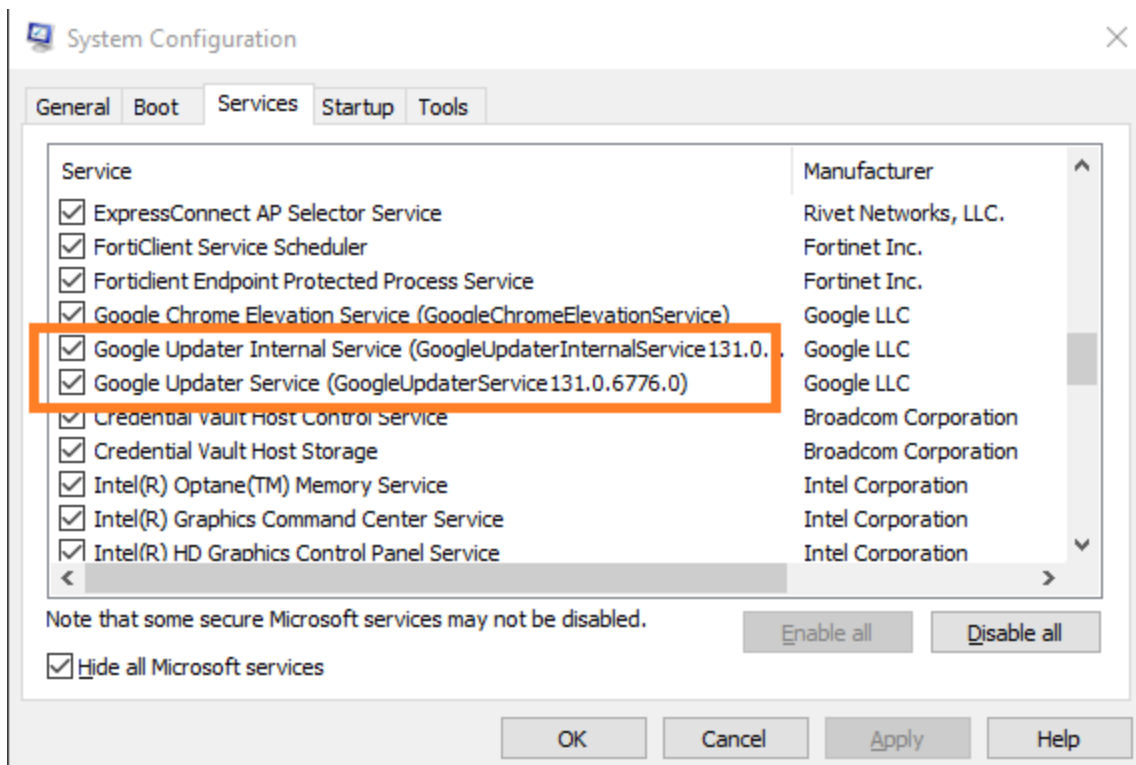 System Configuration
General Boot Services Startup Tools
Service Manufacturer
ExpressConnect AP Selector Service Rivet Networks, LLC.
FortiClient Service Scheduler Fortinet Inc.
Forticlient Endpoint Protected Process Service Fortinet Inc.
Google Chrome Elevation Service (GoogleChromeElevationService) Google LLC
Google Updater Internal Service (GoogleUpdaterInternalService131.0... Google LLC
Google Updater Service (GoogleUpdaterService131.0.6776.0) Google LLC
Credential Vault Host Control Service Broadcom Corporation
Credential Vault Host Storage Broadcom Corporation
Intel(R) Optane(TM) Memory Service Intel Corporation
Intel(R) Graphics Command Center Service Intel Corporation
Intel(R) HD Graphics Control Panel Service Intel Corporation
Note that some secure Microsoft services may not be disabled.
Enable all Disable all
Hide all Microsoft services
OK Cancel Apply Help